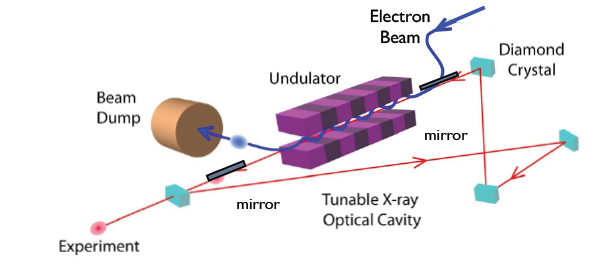 Electron
Beam
Diamond
Crystal
Undulator
Beam
Dump
mirror
mirror
Tunable X-ray
Optical Cavity
Experiment